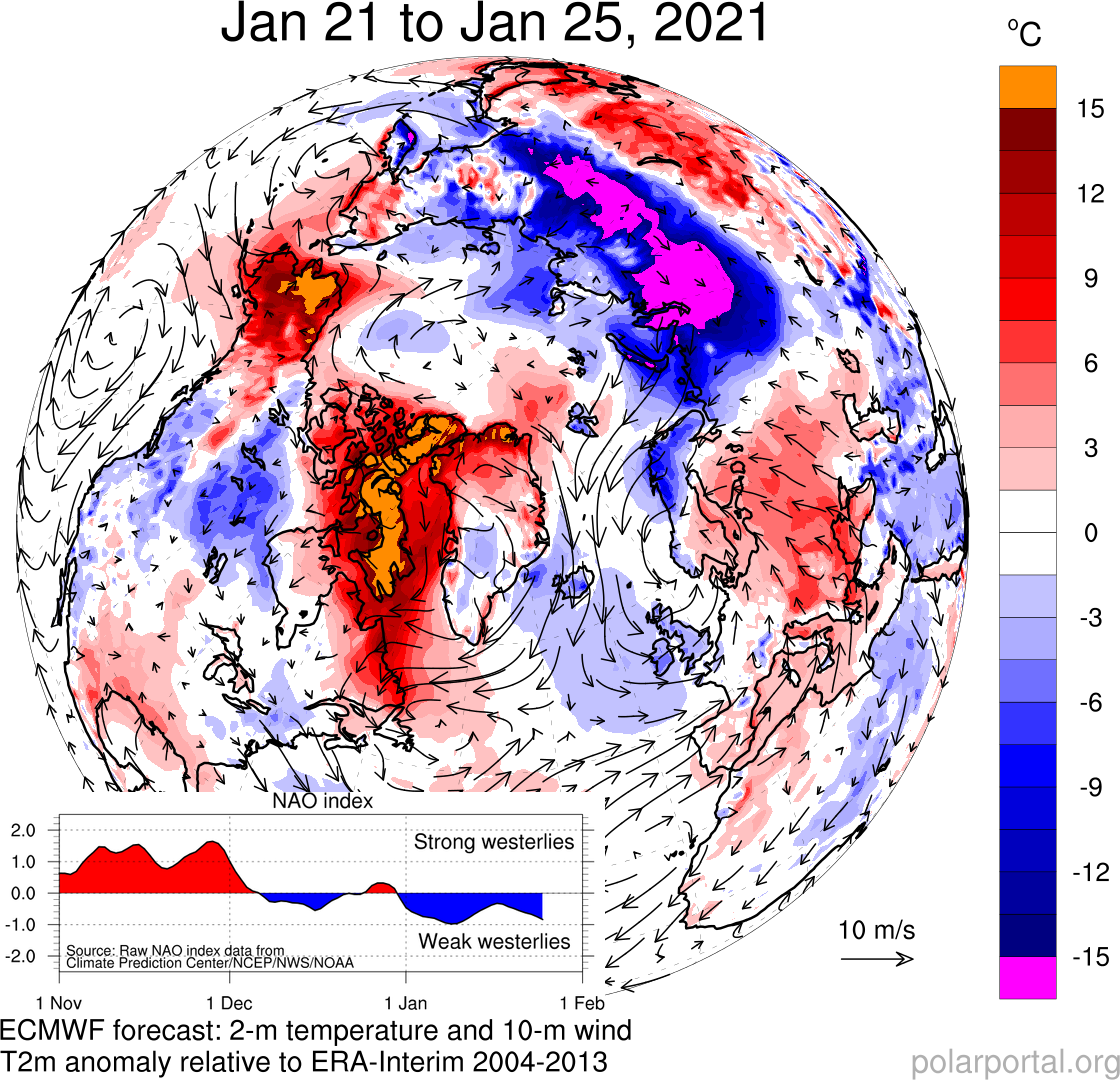 Jan 21 to Jan 25, 2021
°C
15
12
9
6
3
0
-3
-6
-9
-12
-15
10 m/s
NAO index
2.0
1.0
0.0
-1.0
-2.0
Strong westerlies
Weak westerlies
Source: Raw NAO index data from
Climate Prediction Center/NCEP/NWS/NOAA
1 Nov 1 Dec 1 Jan 1 Feb
ECMWF forecast: 2-m temperature and 10-m wind
T2m anomaly relative to ERA-Interim 2004-2013
polarportal.org